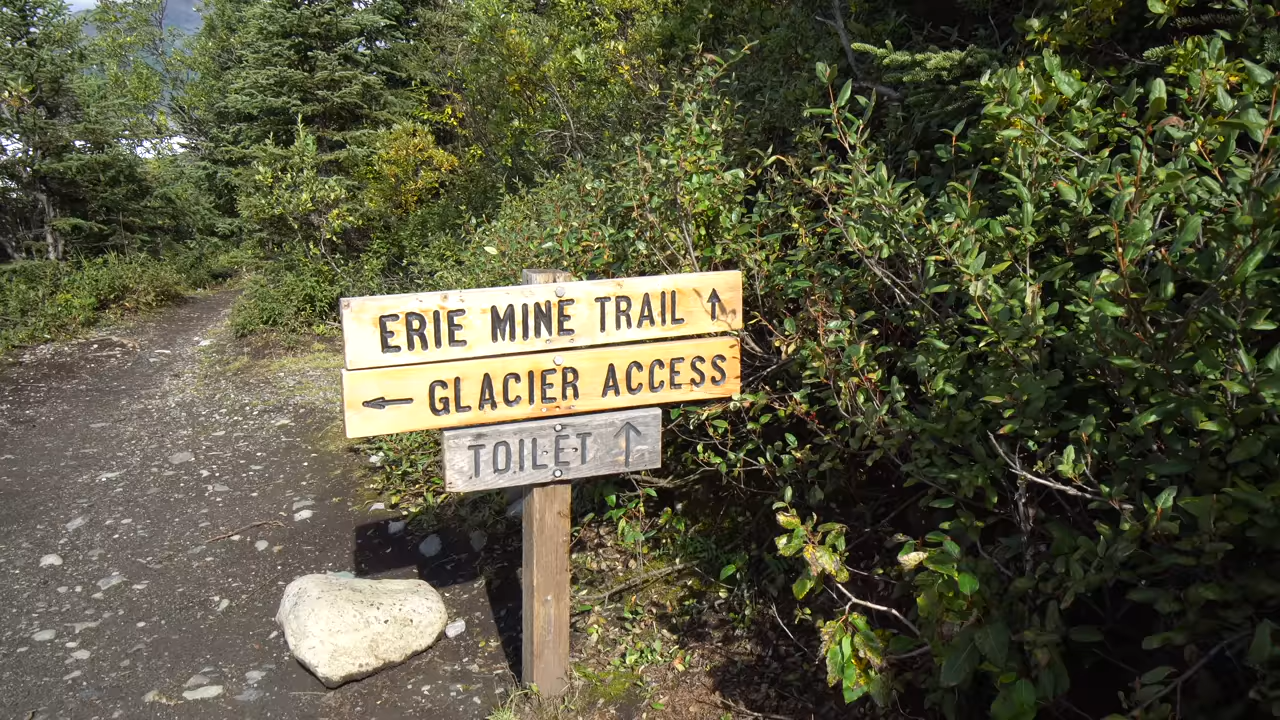 ERIE MINE TRAIL ↑
← GLACIER ACCESS
TOILET ↑